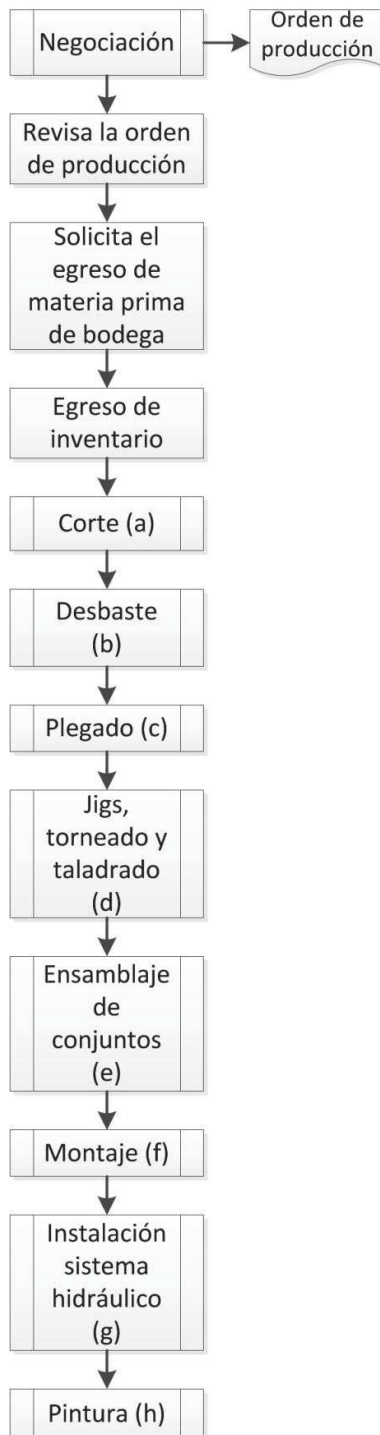 Negociación
Orden de
producción
Revisa la orden
de producción
Solicita el
egreso de
materia prima
de bodega
Egreso de
inventario
Corte (a)
Desbaste
(b)
Plegado (c)
Jigs,
torneado y
taladrado
(d)
Ensamblaje
de
conjuntos
(e)
Montaje (f)
Instalación
sistema
hidráulico
(g)
Pintura (h)